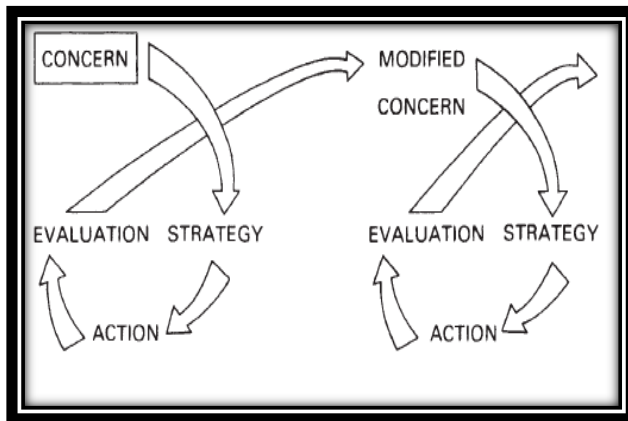 CONCERN
EVALUATION STRATEGY
ACTION
MODIFIED
CONCERN
EVALUATION STRATEGY
ACTION